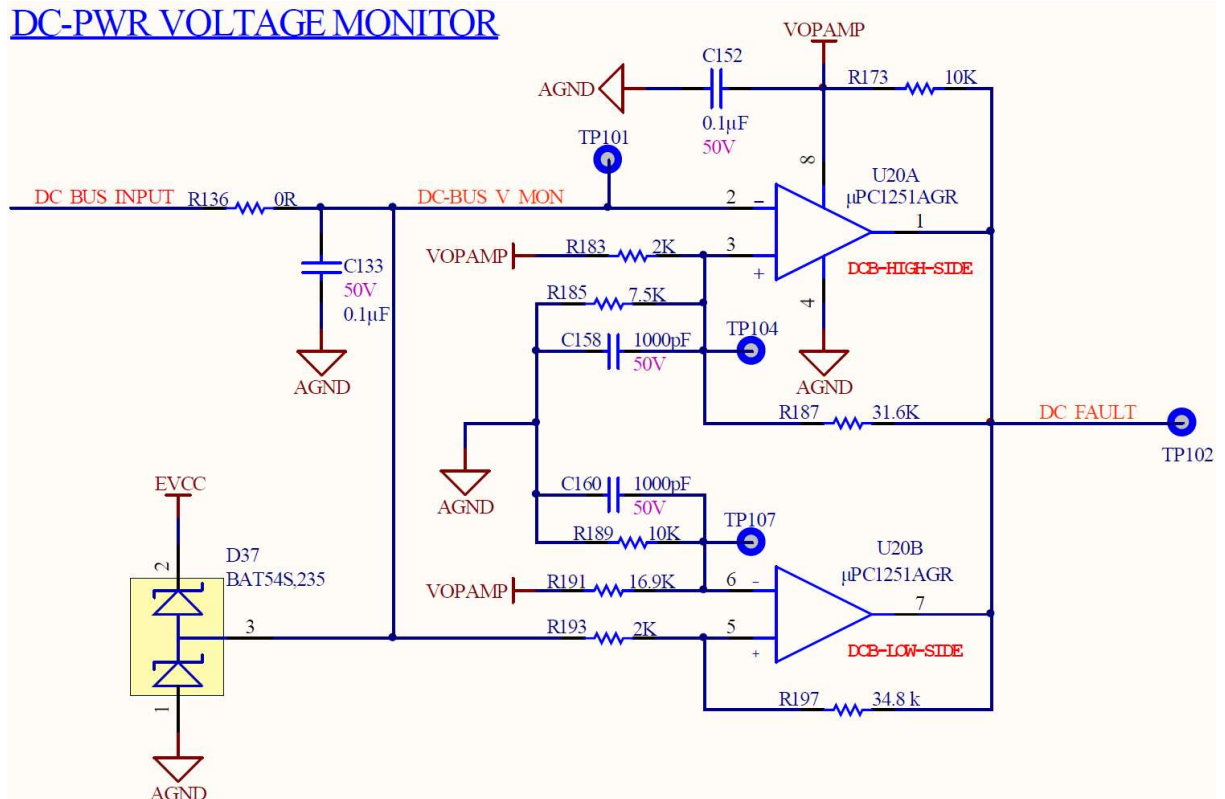 DC-PWR VOLTAGE MONITOR
VOPAMP
C152
R173 10K
AGND
0.1µF
50V
TP101
8
U20A
µPC1251AGR
DC BUS INPUT R136 0R
DC-BUS V MON
2
−
1
VOPAMP
R183 2K
3
+
DCB-HIGH-SIDE
C133
50V
0.1µF
R185 7.5K
4
TP104
C158 1000pF
50V
AGND
AGND
R187 31.6K
DC FAULT
TP102
C160 1000pF
50V
AGND
TP107
EVCC
R189 10K
U20B
µPC1251AGR
D37
BAT54S,235
2
VOPAMP
R191 16.9K
6
-
7
3
R193 2K
5
+
DCB-LOW-SIDE
R197 34.8 k
1
AGND